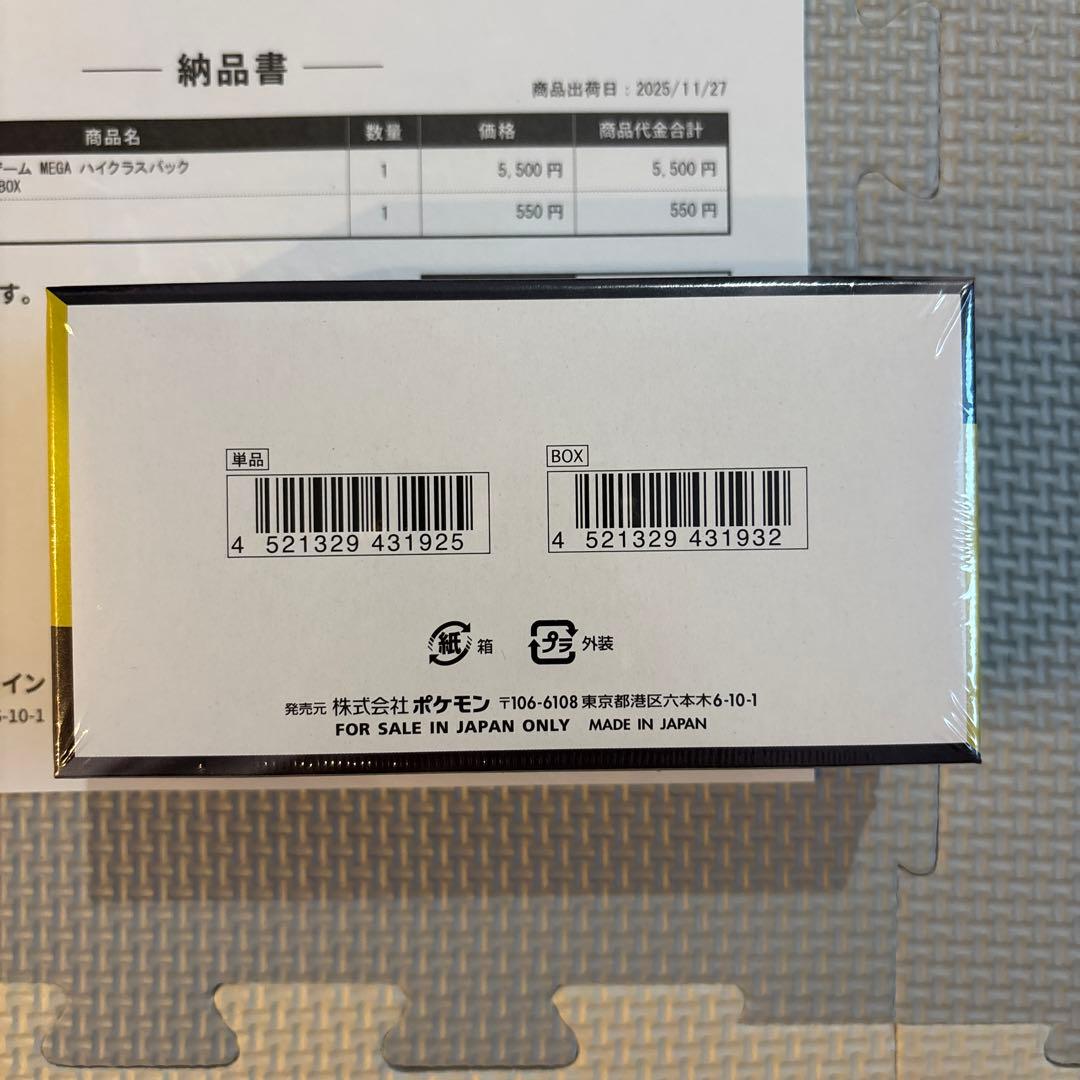 納品書
商品出荷日：2025/11/27
商品名 数量 価格 商品代金合計
ーム MEGA ハイクラスパック 1 5,500 円 5,500 円
BOX
1 550 円 550 円
す。
単品
4 521329 431925
BOX
4 521329 431932
紙 箱 プラ 外装
イン
-10-1
発売元 株式会社 ポケモン 〒106-6108 東京都港区六本木6-10-1
FOR SALE IN JAPAN ONLY MADE IN JAPAN